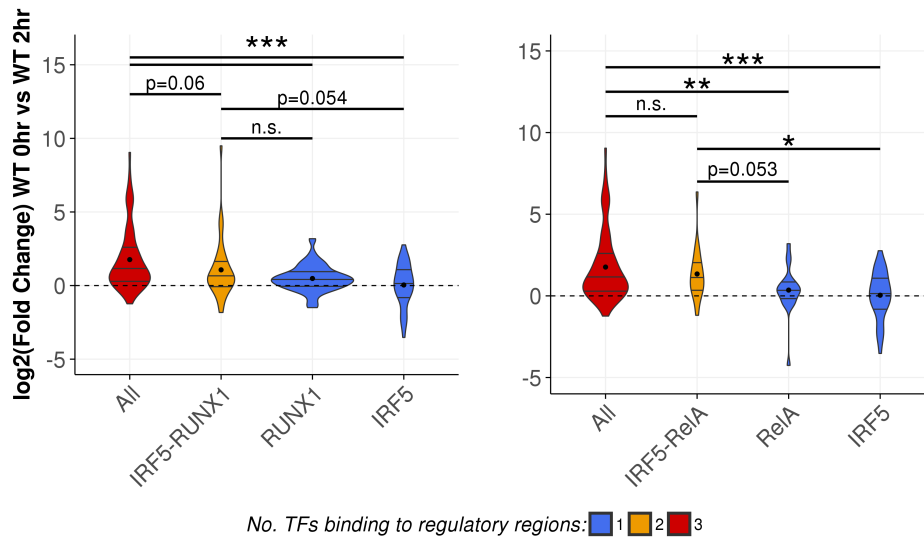 log2(Fold Change) WT 0hr vs WT 2hr
***
p=0.06
p=0.054
n.s.
15
10
5
0
-5
All
IRF5-RUNX1
RUNX1
IRF5
***
**
n.s.
*
p=0.053
15
10
5
0
-5
All
IRF5-RelA
RelA
IRF5
No. TFs binding to regulatory regions: 1 2 3